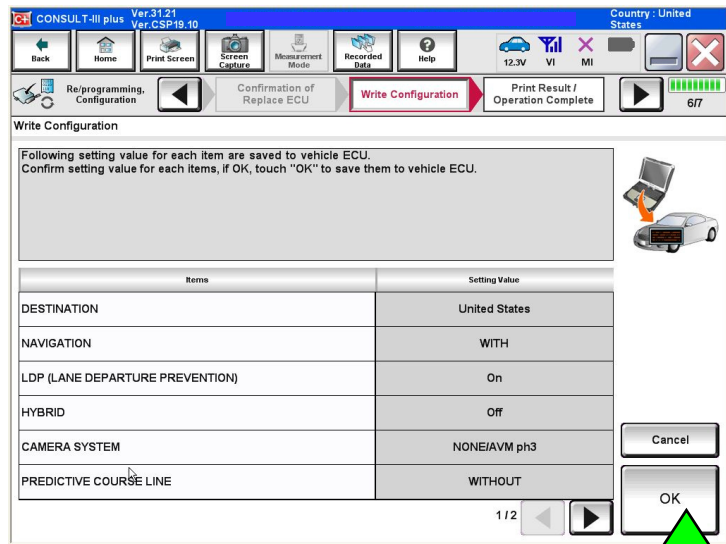 C+ CONSULT-III plus Ver.31.21
Ver.CSP19.10
Country : United
States
Back
Home
Print Screen
Screen
Capture
Measurement
Mode
Recorded
Data
Help
12.3V
VI
MI
Re/programming,
Configuration
Confirmation of
Replace ECU
Write Configuration
Print Result /
Operation Complete
6/7
Write Configuration
Following setting value for each item are saved to vehicle ECU.
Confirm setting value for each items, if OK, touch "OK" to save them to vehicle ECU.
Items Setting Value
DESTINATION United States
NAVIGATION WITH
LDP (LANE DEPARTURE PREVENTION) On
HYBRID Off
CAMERA SYSTEM NONE/AVM ph3
PREDICTIVE COURSE LINE WITHOUT
Cancel
1/2
OK